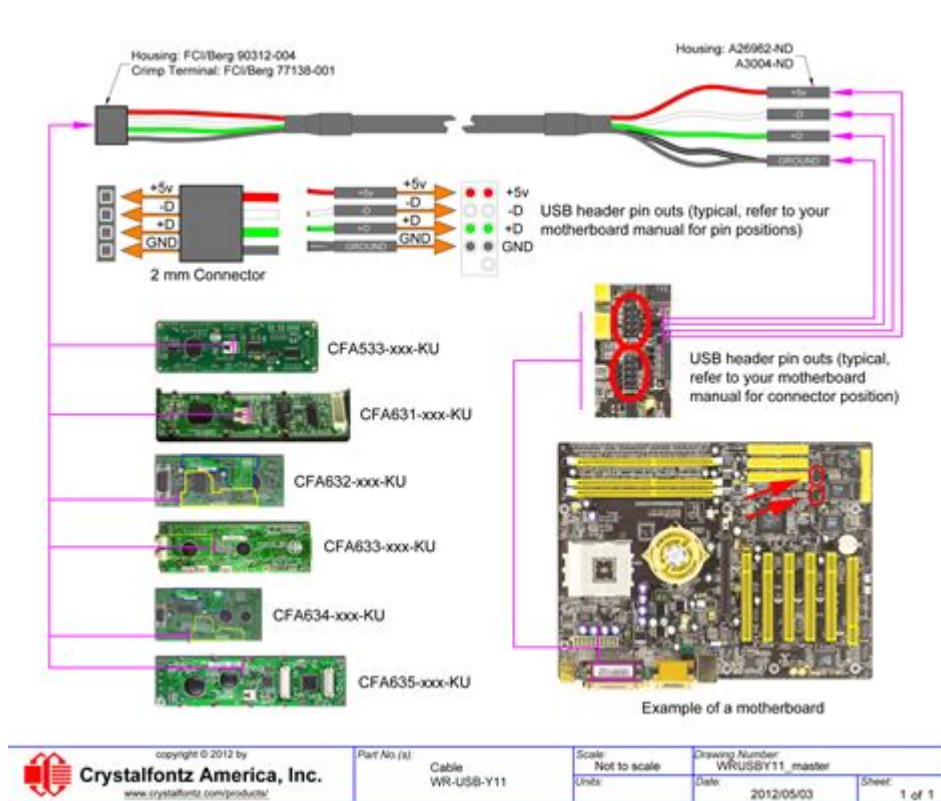 Housing: FCI/Berg 90312-004
Crimp Terminal: FCI/Berg 77138-001
Housing: A26962-ND
A3004-ND
+5v
-D
+D
GROUND
+5v
-D
+D
GND
2 mm Connector
+5v
-D
+D
GROUND
+5v
-D
+D
GND
+5v
-D
+D
GND
USB header pin outs (typical, refer to your
motherboard manual for pin positions)
CFA533-xxx-KU
CFA631-xxx-KU
CFA632-xxx-KU
CFA633-xxx-KU
CFA634-xxx-KU
CFA635-xxx-KU
USB header pin outs (typical,
refer to your motherboard
manual for connector position)
Example of a motherboard
copyright © 2012 by
Crystalfontz America, Inc.
www.crystalfontz.com/products/
Part No.(s):
Cable
WR-USB-Y11
Scale:
Not to scale
Units:
Drawing Number:
WRUSBY11_master
Date:
2012/05/03
Sheet:
1 of 1